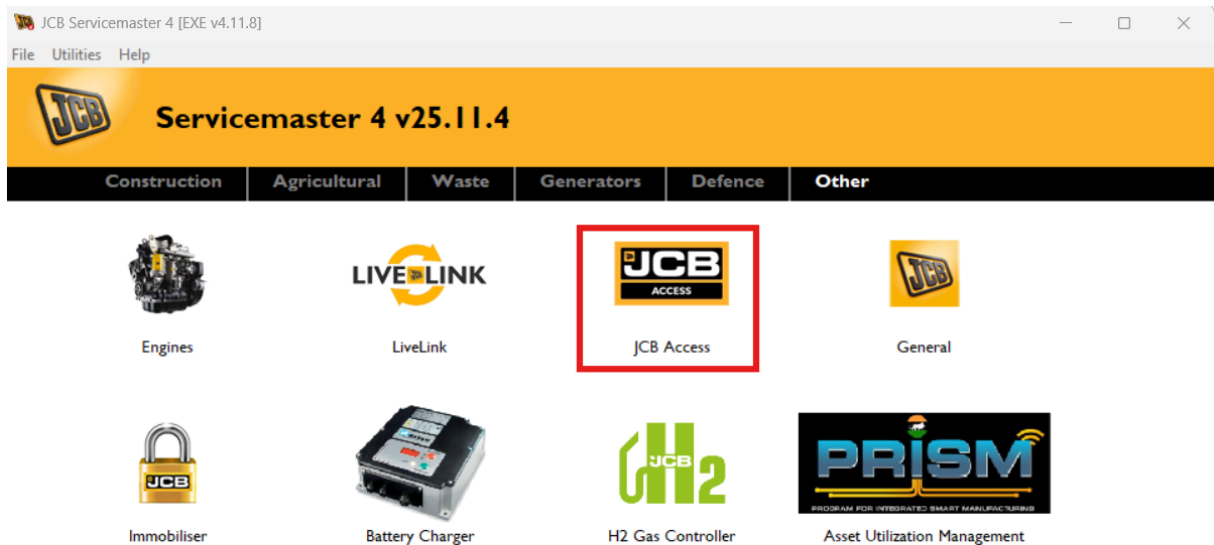 JCB Servicemaster 4 [EXE v4.11.8]
File Utilities Help
JCB
Servicemaster 4 v25.11.4
Construction Agricultural Waste Generators Defence Other
LIVE LINK
JCB
ACCESS
JCB
Engines LiveLink JCB Access General
JCB
JCB
H2
PRISM
PROGRAM FOR INTEGRATED SMART MANUFACTURING
Immobiliser Battery Charger H2 Gas Controller Asset Utilization Management